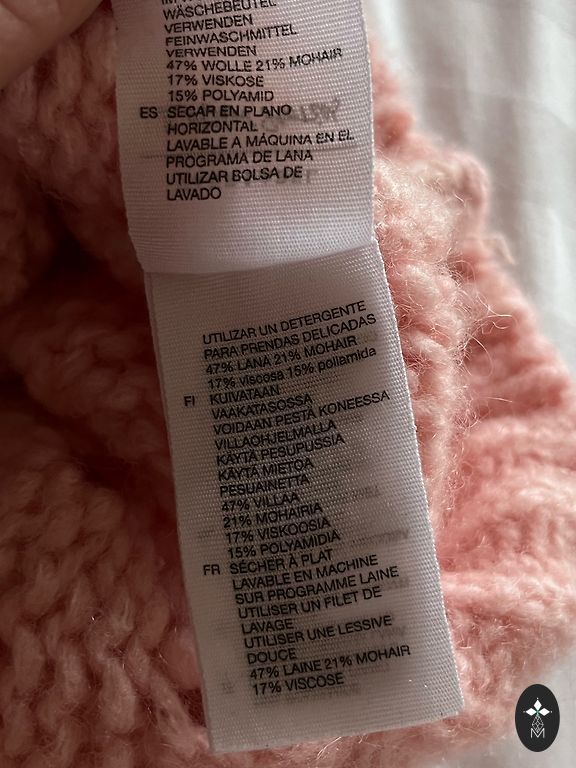 WÄSCHEBEUTEL
VERWENDEN
FEINWASCHMITTEL
VERWENDEN
47% WOLLE 21% MOHAIR
17% VISKOSE
15% POLYAMID
ES SECAR EN PLANO
HORIZONTAL
LAVABLE A MÁQUINA EN EL
PROGRAMA DE LANA
UTILIZAR BOLSA DE
LAVADO
UTILIZAR UN DETERGENTE
PARA PRENDAS DELICADAS
47% LANA 21% MOHAIR
17% viscosa 15% poliamida
FI KUIVATAAN
VAAKATASOSSA
VOIDAAN PESTÄ KONEESSA
VILLAOHJELMALLA
KÄYTÄ PESUPUSSIA
KÄYTÄ MIETOA
PESUAINETTA
47% VILLAA
21% MOHAIRIA
17% VISKOOSIA
15% POLYAMIDIA
FR SÉCHER À PLAT
LAVABLE EN MACHINE
SUR PROGRAMME LAINE
UTILISER UN FILET DE
LAVAGE
UTILISER UNE LESSIVE
DOUCE
47% LAINE 21% MOHAIR
17% VISCOSE